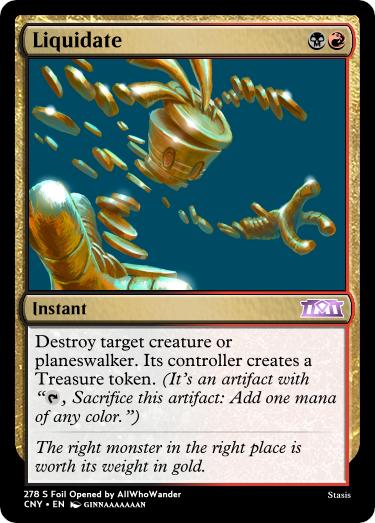 Liquidate
Instant
Destroy target creature or
planeswalker. Its controller creates a
Treasure token. (It's an artifact with
“, Sacrifice this artifact: Add one mana
of any color.”)
The right monster in the right place is
worth its weight in gold.
278 S Foil Opened by AllWhoWander
Stasis
CNY • EN GINNAAAAAAN